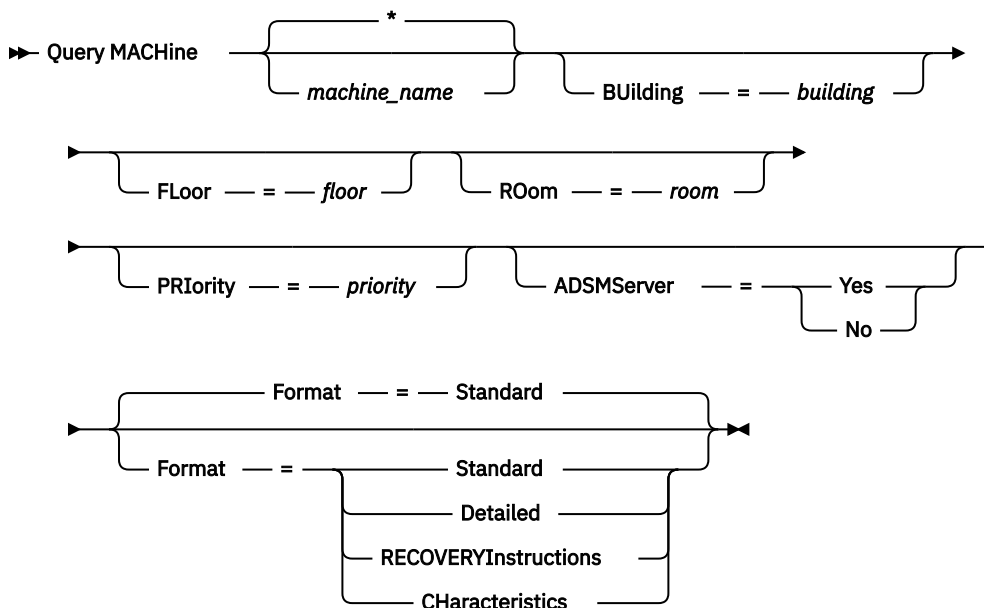 *
Query MACHine
machine_name
BUilding = building
FLoor = floor
ROom = room
PRIority = priority
ADSMServer = Yes
No
Format = Standard
Format = Standard
Detailed
RECOVERYInstructions
CHaracteristics